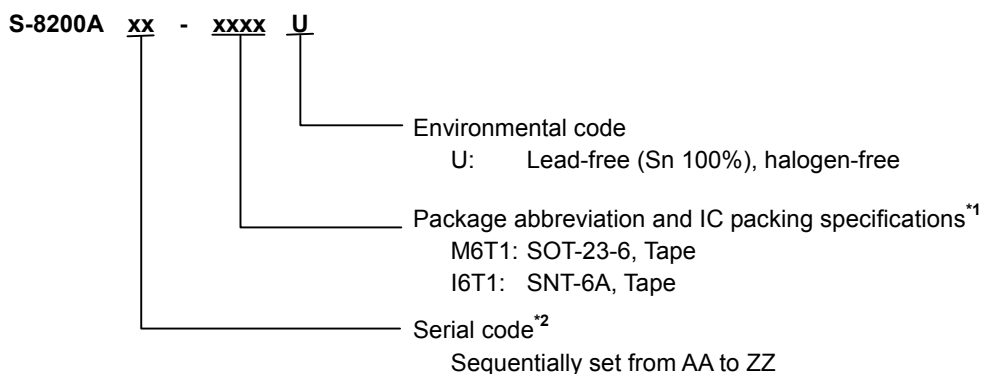 S-8200A xx - xxxx U
Environmental code
U: Lead-free (Sn 100%), halogen-free
Package abbreviation and IC packing specifications*1
M6T1: SOT-23-6, Tape
I6T1: SNT-6A, Tape
Serial code*2
Sequentially set from AA to ZZ